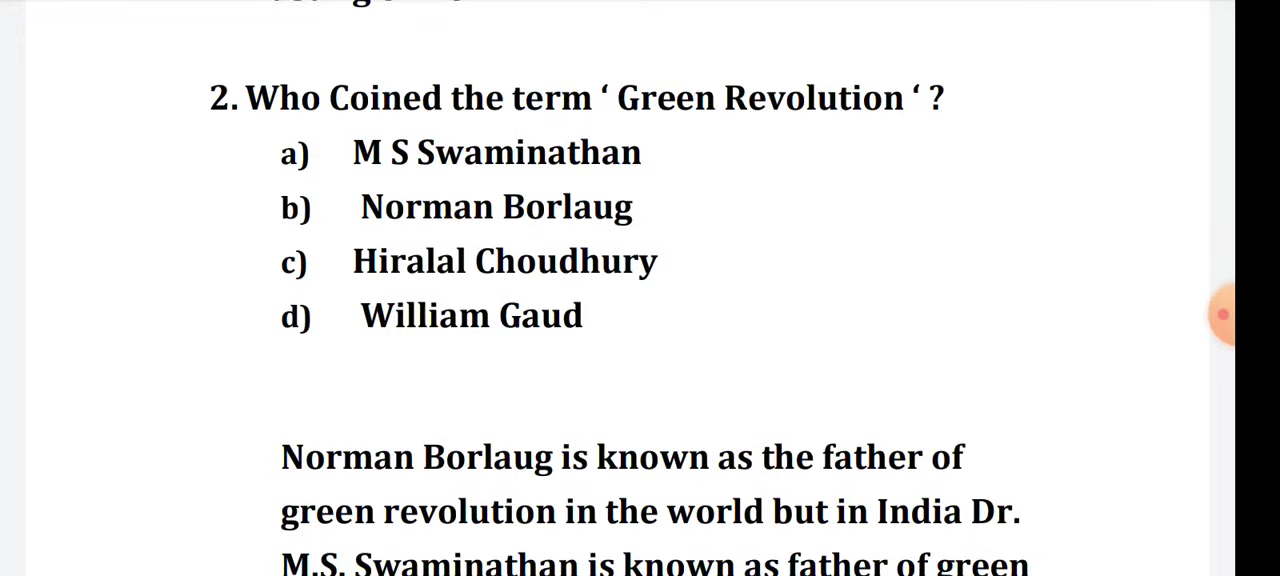 2. Who Coined the term ‘ Green Revolution ‘ ?
a) M S Swaminathan
b) Norman Borlaug
c) Hiralal Choudhury
d) William Gaud
Norman Borlaug is known as the father of
green revolution in the world but in India Dr.
M.S. Swaminathan is known as father of green